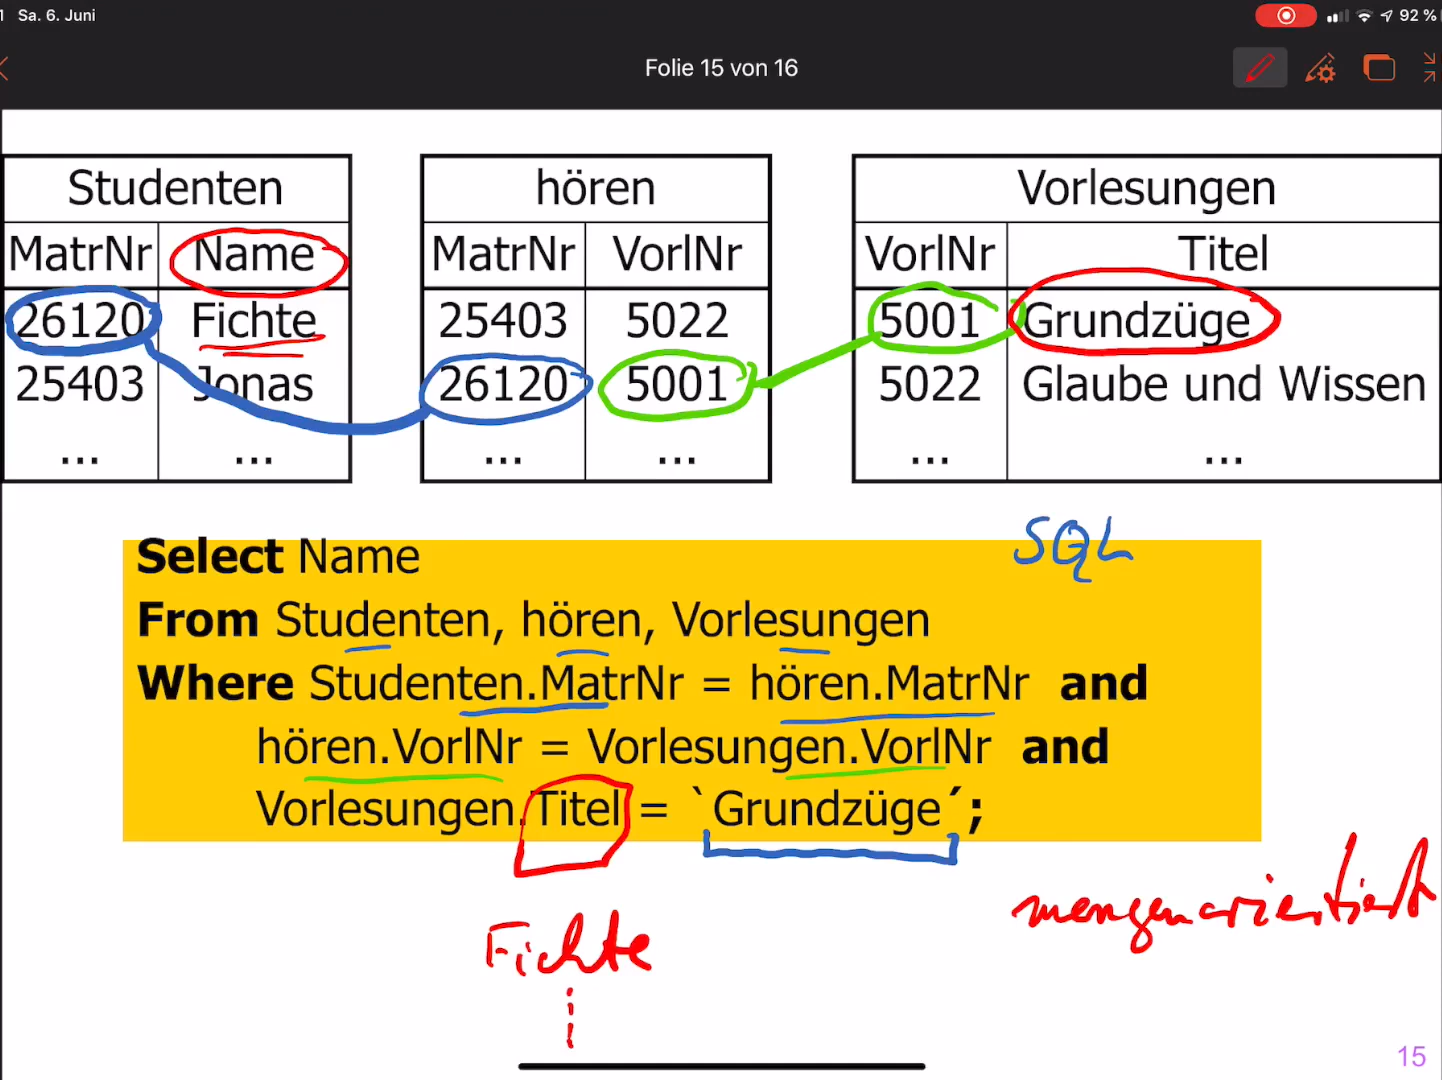 Sa. 6. Juni
92 %
Folie 15 von 16
Studenten
MatrNr Name
26120 Fichte
25403 Jonas
... ...
hören
MatrNr VorlNr
25403 5022
26120 5001
... ...
Vorlesungen
VorlNr Titel
5001 Grundzüge
5022 Glaube und Wissen
... ...
SQL
Select Name
From Studenten, hören, Vorlesungen
Where Studenten.MatrNr = hören.MatrNr and
hören.VorlNr = Vorlesungen.VorlNr and
Vorlesungen.Titel = `Grundzüge´;
mengenorientiert
Fichte
15